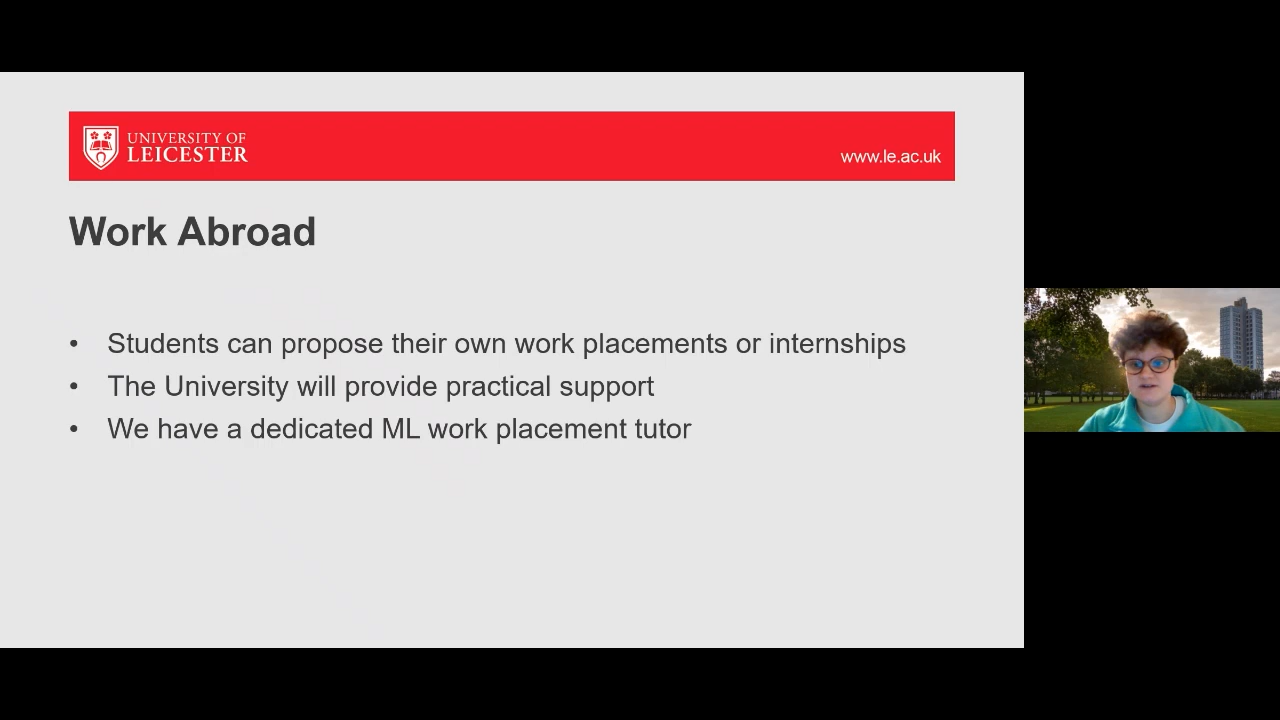 UNIVERSITY OF
LEICESTER
www.le.ac.uk
Work Abroad
• Students can propose their own work placements or internships
• The University will provide practical support
• We have a dedicated ML work placement tutor